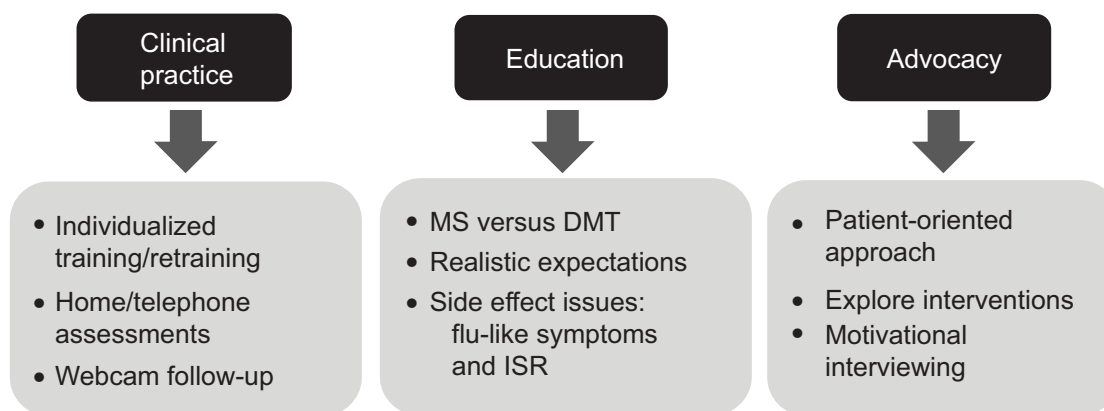 Clinical
practice
• Individualized
training/retraining
• Home/telephone
assessments
• Webcam follow-up
Education
• MS versus DMT
• Realistic expectations
• Side effect issues:
flu-like symptoms
and ISR
Advocacy
• Patient-oriented
approach
• Explore interventions
• Motivational
interviewing